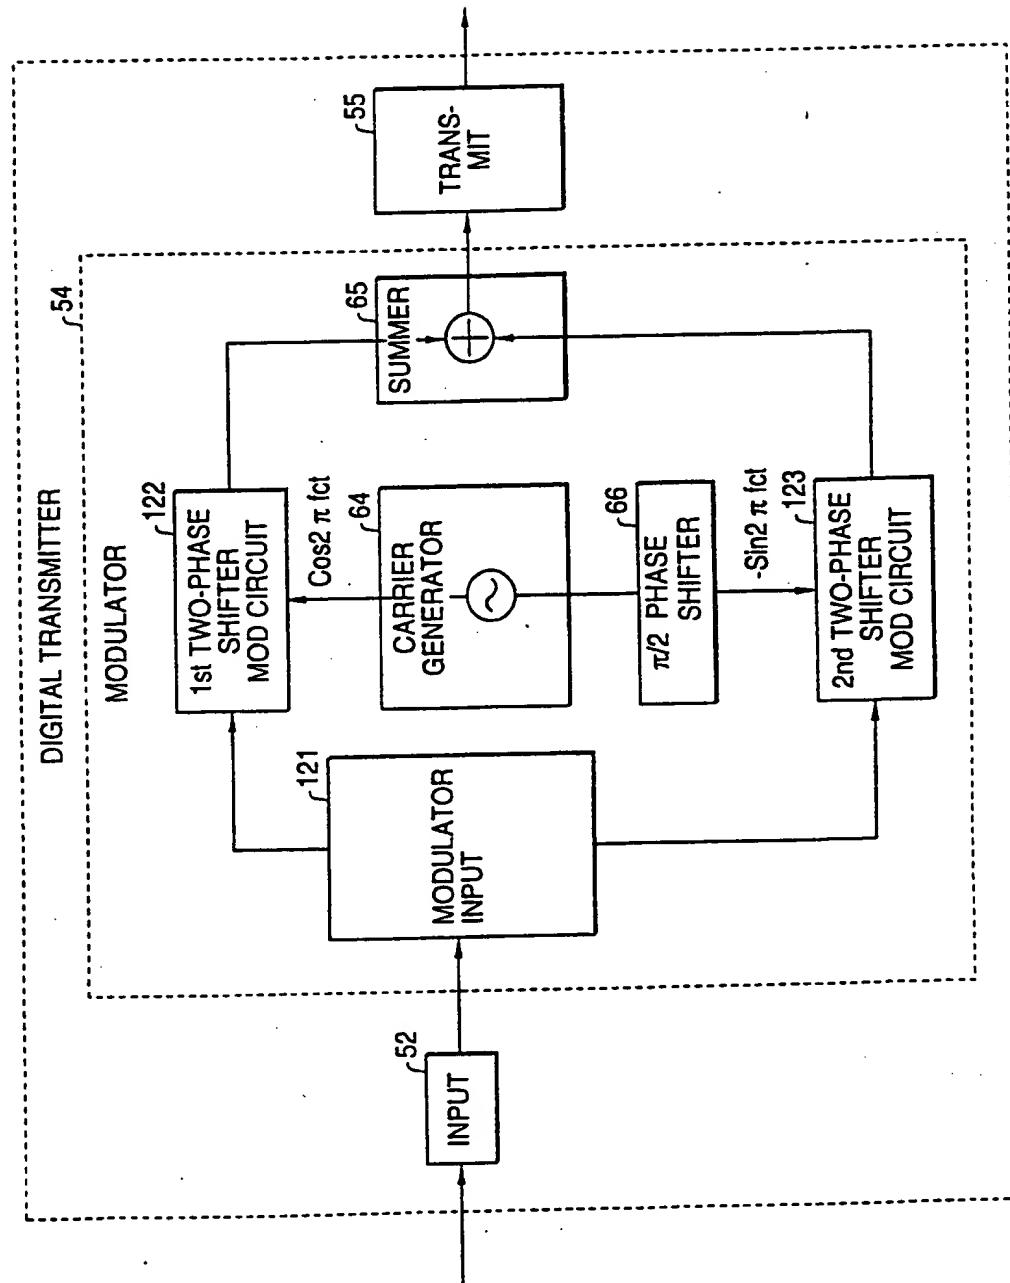 DIGITAL TRANSMITTER
54
MODULATOR
52
INPUT
121
MODULATOR
INPUT
122
1st TWO-PHASE
SHIFTER
MOD CIRCUIT
Cos2 π fct
64
CARRIER
GENERATOR
66
π/2 PHASE
SHIFTER
-Sin2 π fct
123
2nd TWO-PHASE
SHIFTER
MOD CIRCUIT
65
SUMMER
55
TRANS-
MIT